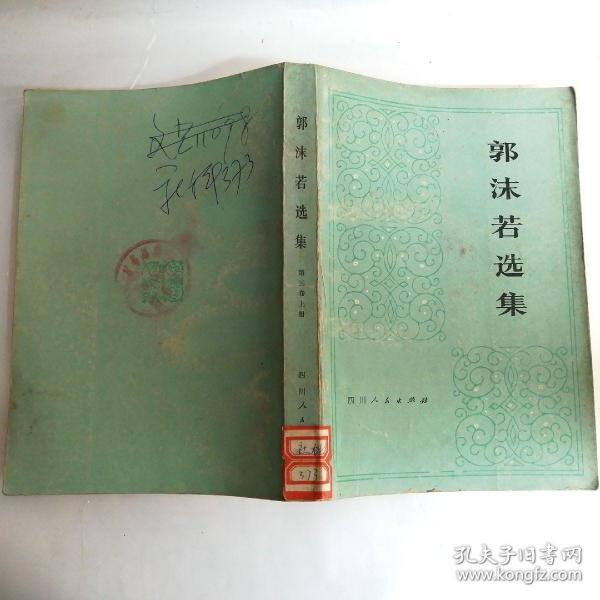 郭沫若选集
四川人民出版社
郭沫若选集
第三卷上册
四川人民
373
孔夫子旧书网
www.kongfz.com